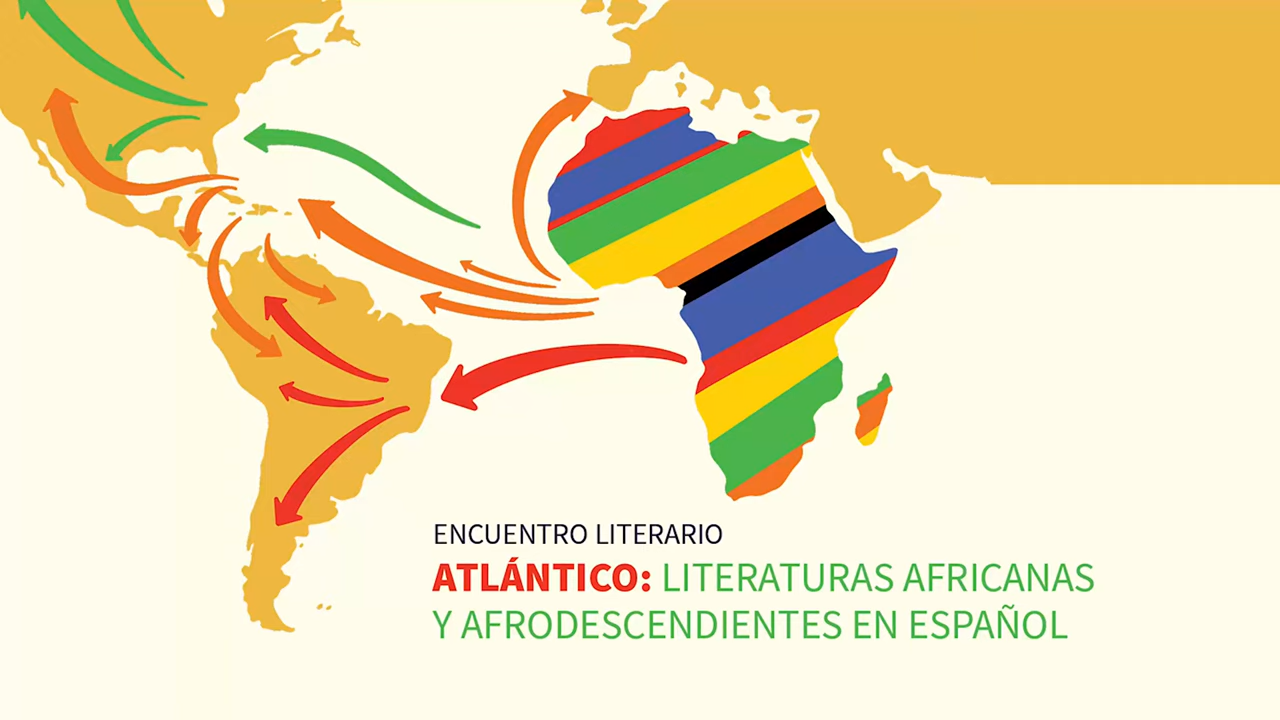 ENCUENTRO LITERARIO
ATLÁNTICO: LITERATURAS AFRICANAS
Y AFRODESCENDIENTES EN ESPAÑOL